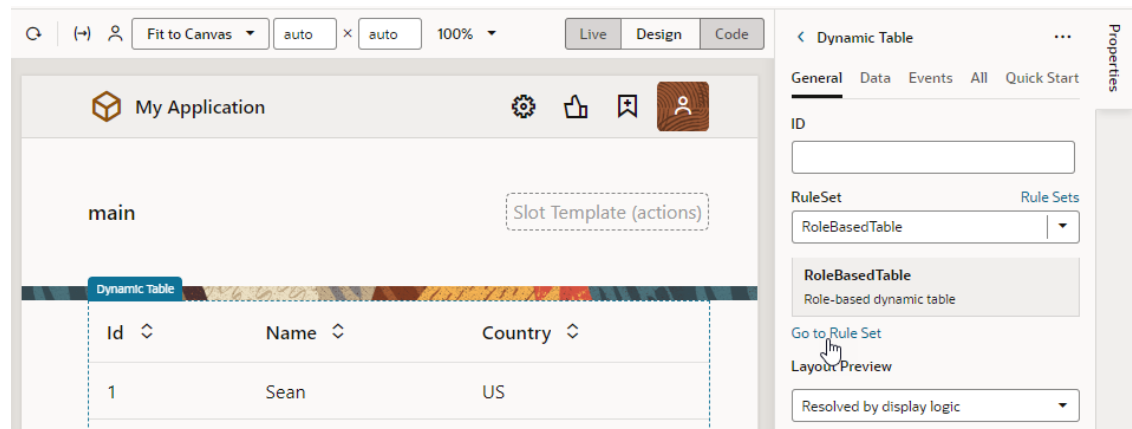 Fit to Canvas auto × auto 100% Live Design Code
My Application
main
Slot Template (actions)
Dynamic Table
Id Name Country
1 Sean US
Dynamic Table
General Data Events All Quick Start
ID
RuleSet Rule Sets
RoleBasedTable
RoleBasedTable
Role-based dynamic table
Go to Rule Set
Layout Preview
Resolved by display logic
Properties